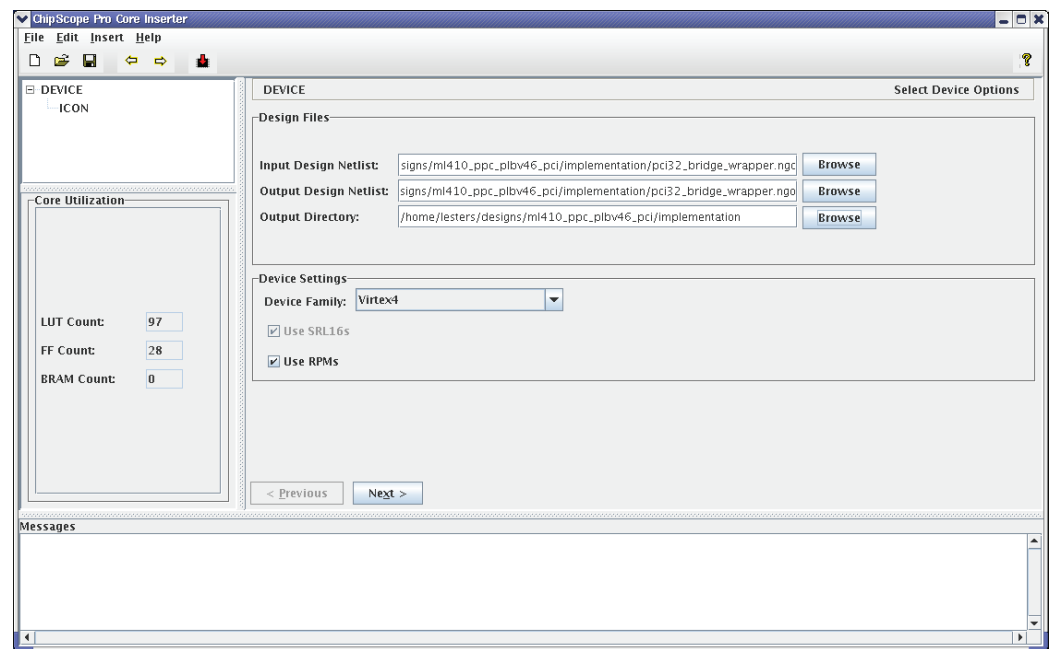 ChipScope Pro Core Inserter
File Edit Insert Help
DEVICE
ICON
Core Utilization
LUT Count: 97
FF Count: 28
BRAM Count: 0
DEVICE Select Device Options
Design Files
Input Design Netlist: signs/ml410_ppc_plbv46_pci/implementation/pci32_bridge_wrapper.ngc Browse
Output Design Netlist: signs/ml410_ppc_plbv46_pci/implementation/pci32_bridge_wrapper.ngo Browse
Output Directory: /home/lesters/designs/ml410_ppc_plbv46_pci/implementation Browse
Device Settings
Device Family: Virtex4
Use SRL16s
Use RPMs
< Previous Next >
Messages